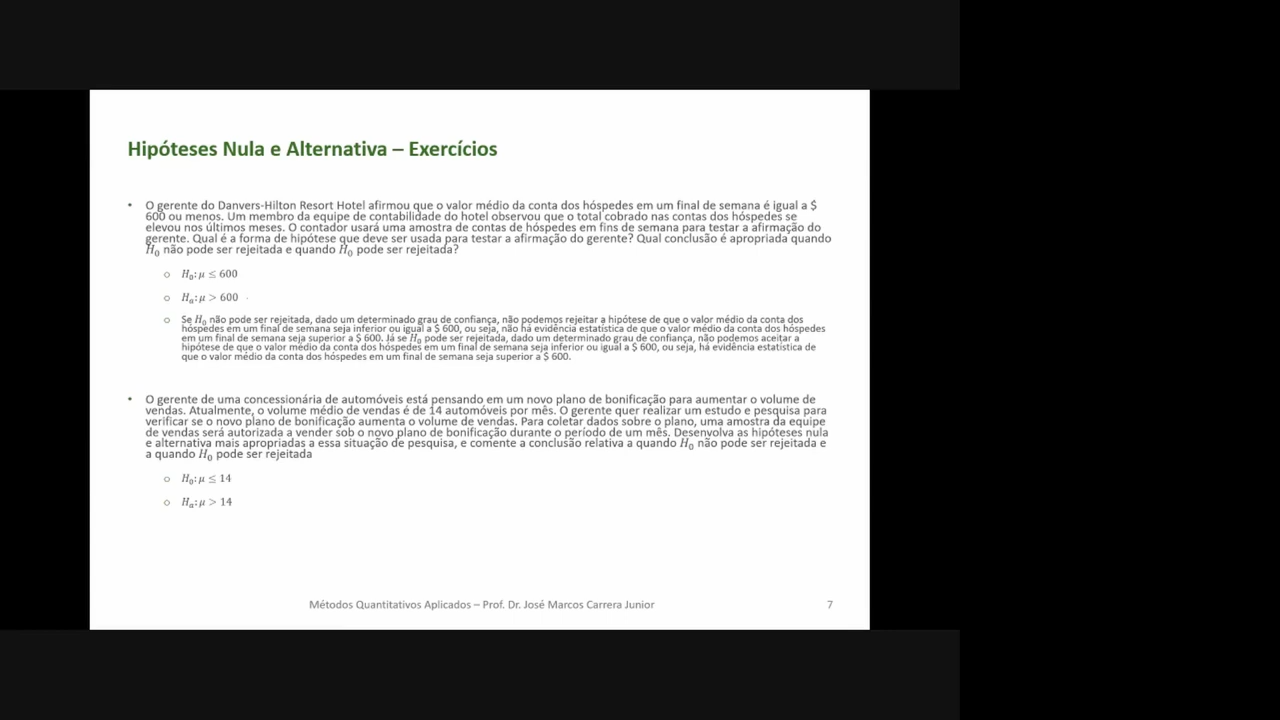 Hipóteses Nula e Alternativa – Exercícios
• O gerente do Danvers-Hilton Resort Hotel afirmou que o valor médio da conta dos hóspedes em um final de semana é igual a $
600 ou menos. Um membro da equipe de contabilidade do hotel observou que o total cobrado nas contas dos hóspedes se
elevou nos últimos meses. O contador usará uma amostra de contas de hóspedes em fins de semana para testar a afirmação do
gerente. Qual é a forma de hipótese que deve ser usada para testar a afirmação do gerente? Qual conclusão é apropriada quando
H₀ não pode ser rejeitada e quando H₀ pode ser rejeitada?
○ H₀: μ ≤ 600
○ Hₐ: μ > 600
○ Se H₀ não pode ser rejeitada, dado um determinado grau de confiança, não podemos rejeitar a hipótese de que o valor médio da conta dos
hóspedes em um final de semana seja inferior ou igual a $ 600, ou seja, não há evidência estatística de que o valor médio da conta dos hóspedes
em um final de semana seja superior a $ 600. Já se H₀ pode ser rejeitada, dado um determinado grau de confiança, não podemos aceitar a
hipótese de que o valor médio da conta dos hóspedes em um final de semana seja inferior ou igual a $ 600, ou seja, há evidência estatística de
que o valor médio da conta dos hóspedes em um final de semana seja superior a $ 600.
• O gerente de uma concessionária de automóveis está pensando em um novo plano de bonificação para aumentar o volume de
vendas. Atualmente, o volume médio de vendas é de 14 automóveis por mês. O gerente quer realizar um estudo e pesquisa para
verificar se o novo plano de bonificação aumenta o volume de vendas. Para coletar dados sobre o plano, uma amostra da equipe
de vendas será autorizada a vender sob o novo plano de bonificação durante o período de um mês. Desenvolva as hipóteses nula
e alternativa mais apropriadas a essa situação de pesquisa, e comente a conclusão relativa a quando H₀ não pode ser rejeitada e
a quando H₀ pode ser rejeitada
○ H₀: μ ≤ 14
○ Hₐ: μ > 14
Métodos Quantitativos Aplicados – Prof. Dr. José Marcos Carrera Junior
7